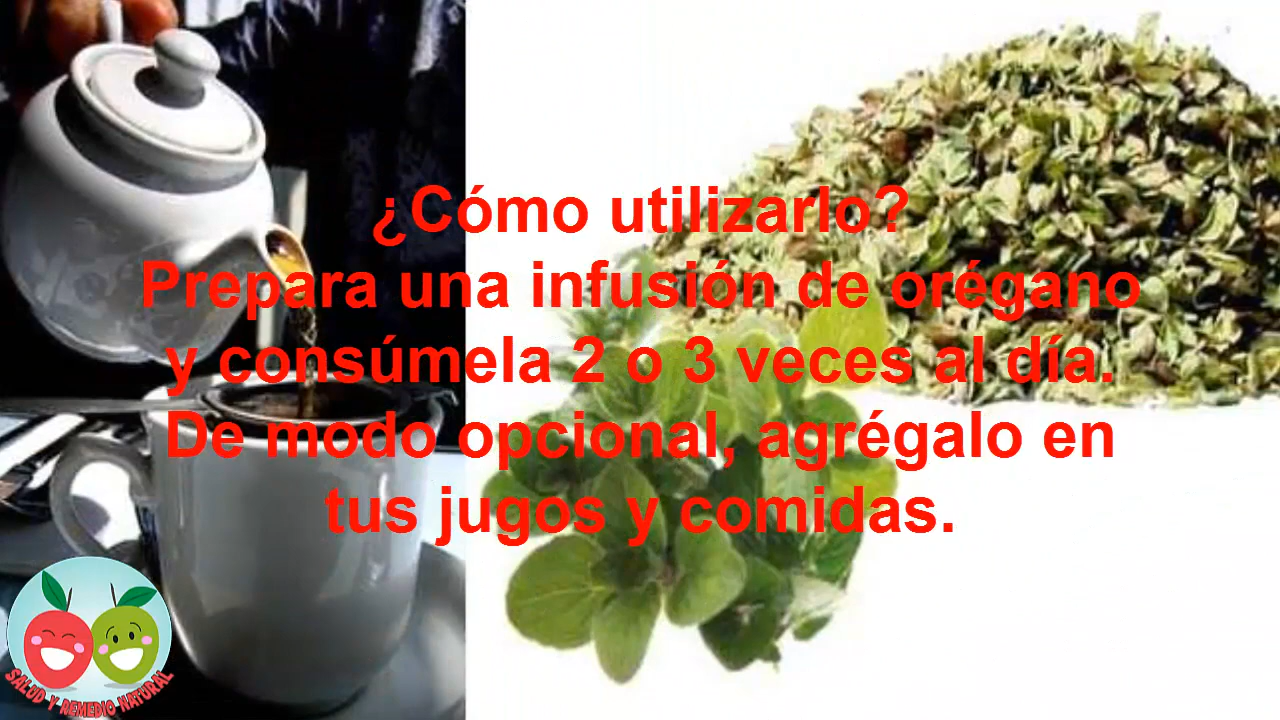 ¿Cómo utilizarlo?
Prepara una infusión de orégano
y consúmela 2 o 3 veces al día.
De modo opcional, agrégalo en
tus jugos y comidas.
SALUD Y REMEDIO NATURAL